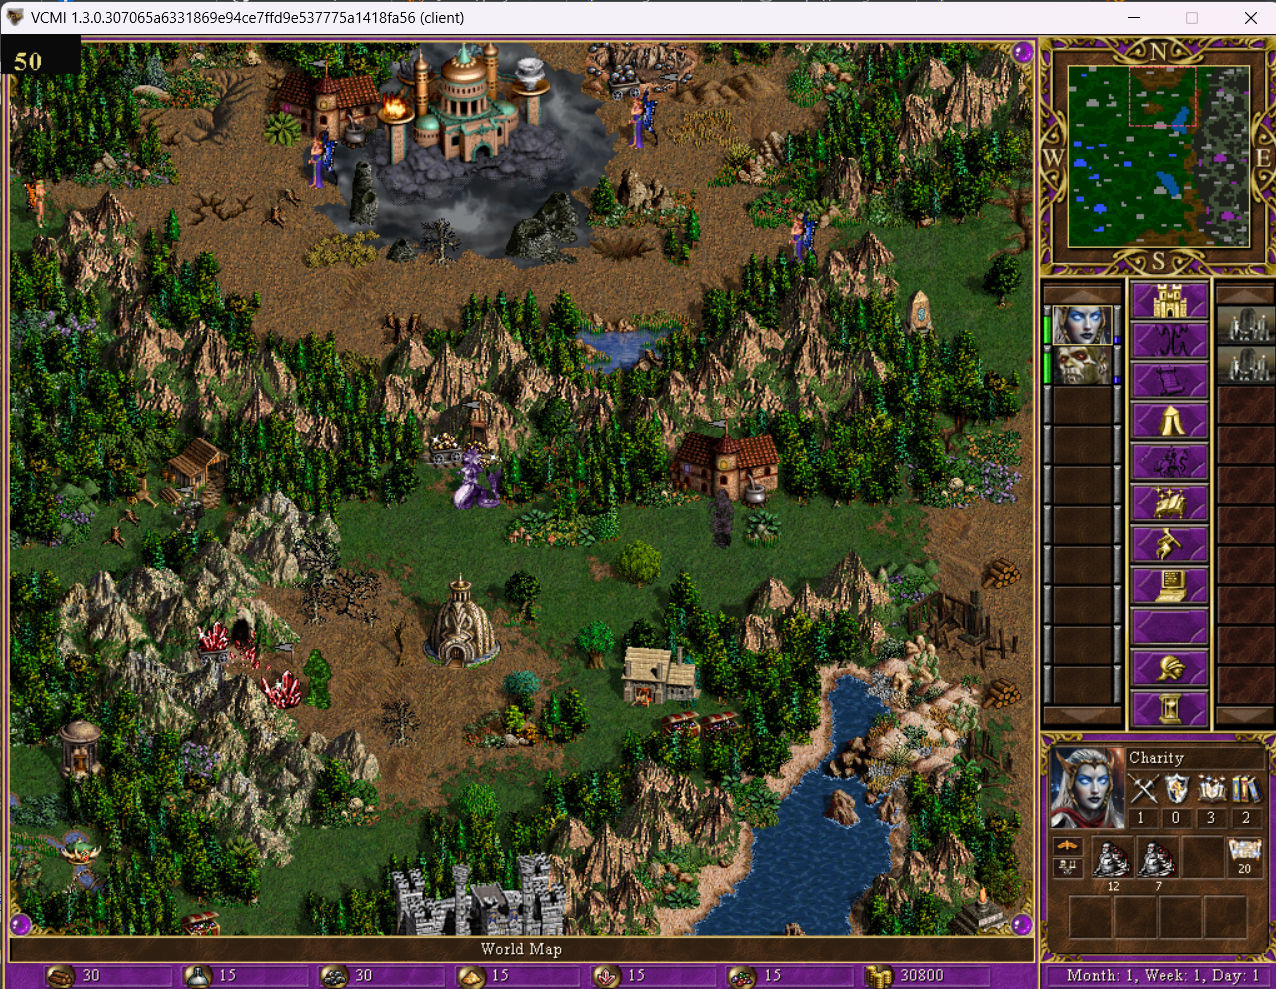 VCMI 1.3.0.307065a6331869e94ce7ffd9e537775a1418fa56 (client)
50
N
W
E
S
Charity
1 0 3 2
12 7 20
World Map
30 15 30 15 15 15 30800
Month: 1, Week: 1, Day: 1